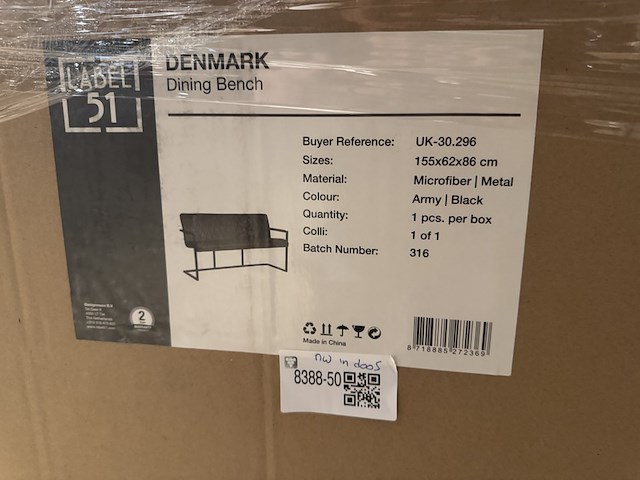 LABEL
51
DENMARK
Dining Bench
Buyer Reference: UK-30.296
Sizes: 155x62x86 cm
Material: Microfiber | Metal
Colour: Army | Black
Quantity: 1 pcs. per box
Colli: 1 of 1
Batch Number: 316
2
Made in China
8 718885 272369
nw in doos
8388-50